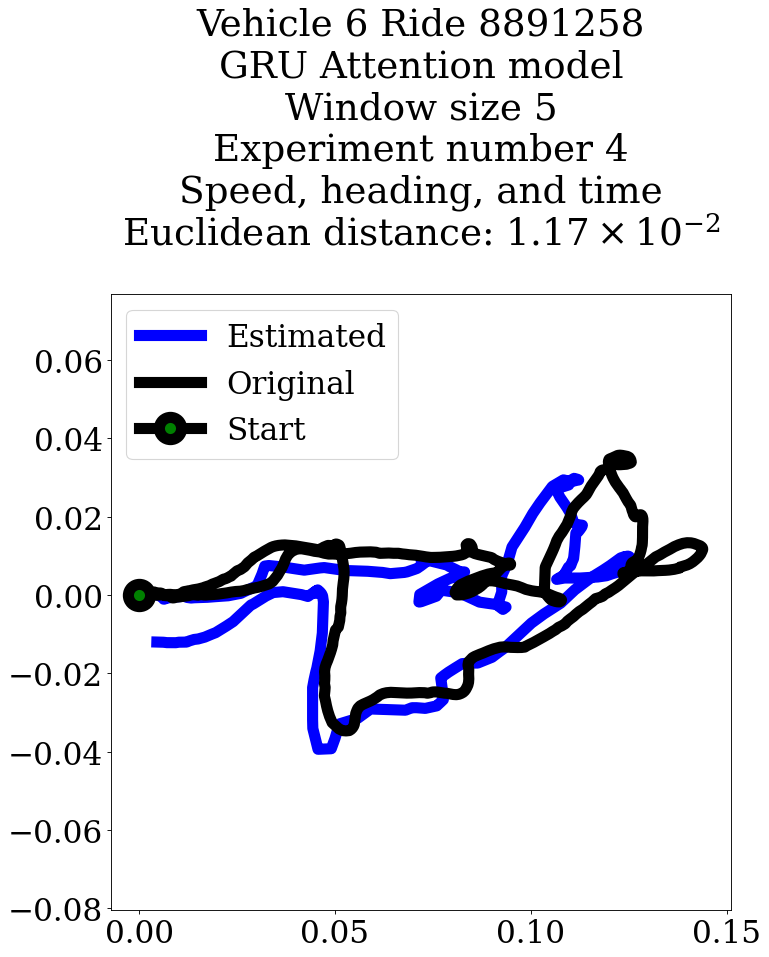 Vehicle 6 Ride 8891258
GRU Attention model
Window size 5
Experiment number 4
Speed, heading, and time
Euclidean distance: 1.17 × 10⁻²
Estimated
Original
Start
0.06
0.04
0.02
0.00
−0.02
−0.04
−0.06
−0.08
0.00 0.05 0.10 0.15